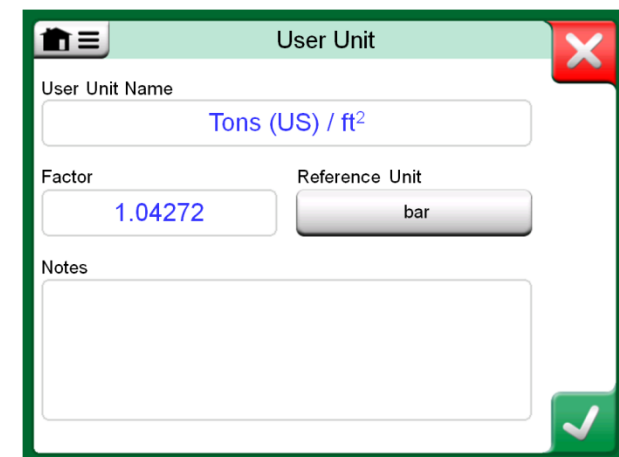 User Unit
User Unit Name
Tons (US) / ft²
Factor
Reference Unit
1.04272
bar
Notes